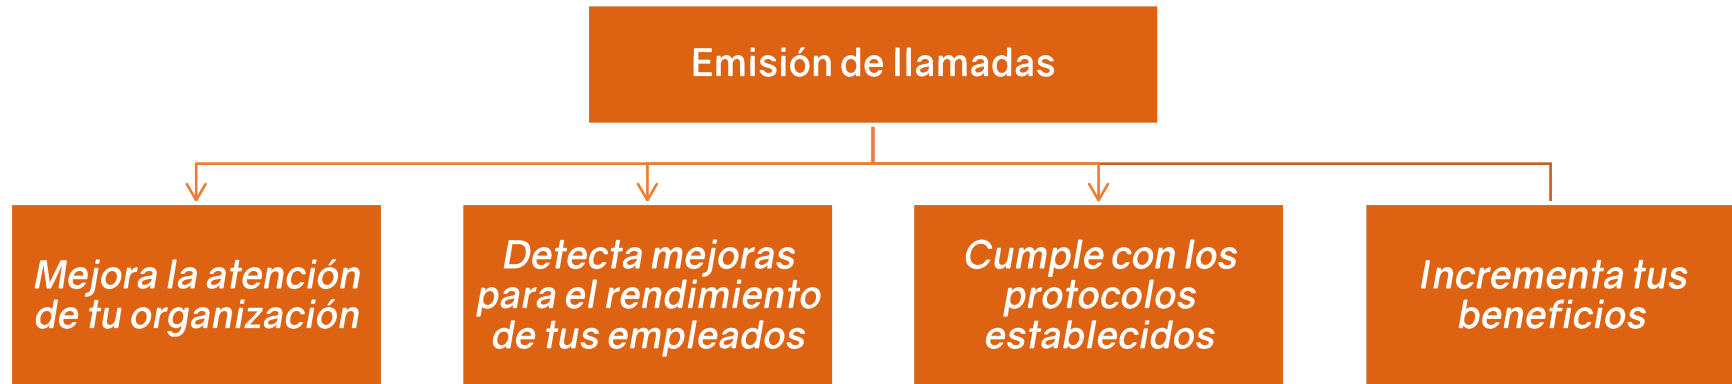 Emisión de llamadas
Mejora la atención
de tu organización
Detecta mejoras
para el rendimiento
de tus empleados
Cumple con los
protocolos
establecidos
Incrementa tus
beneficios